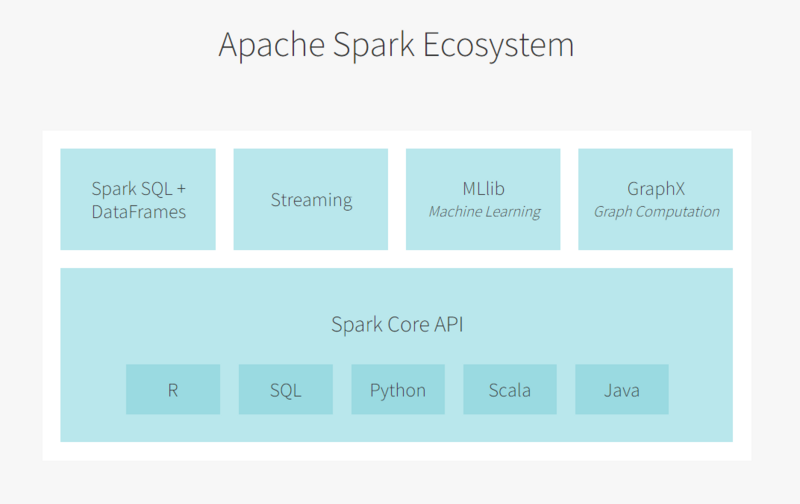 Apache Spark Ecosystem
Spark SQL +
DataFrames
Streaming
MLlib
Machine Learning
GraphX
Graph Computation
Spark Core API
R
SQL
Python
Scala
Java